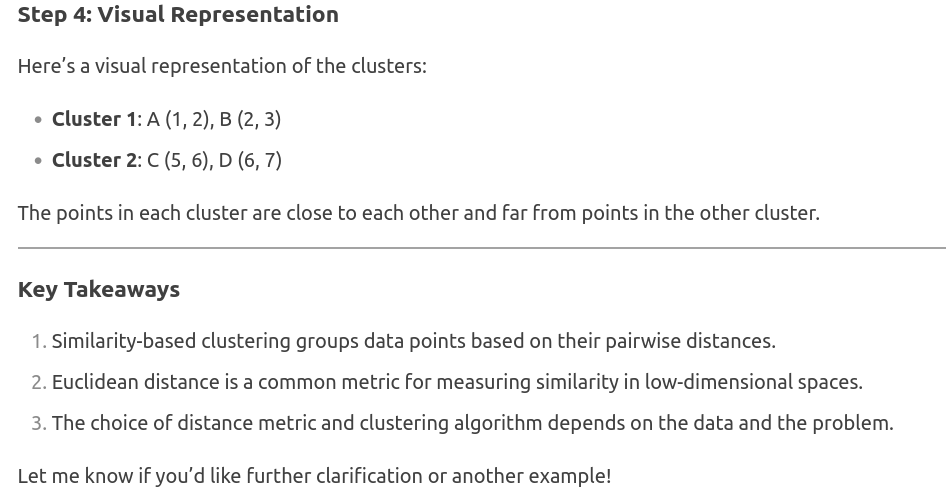 Step 4: Visual Representation
Here’s a visual representation of the clusters:
• Cluster 1: A (1, 2), B (2, 3)
• Cluster 2: C (5, 6), D (6, 7)
The points in each cluster are close to each other and far from points in the other cluster.
Key Takeaways
1. Similarity-based clustering groups data points based on their pairwise distances.
2. Euclidean distance is a common metric for measuring similarity in low-dimensional spaces.
3. The choice of distance metric and clustering algorithm depends on the data and the problem.
Let me know if you’d like further clarification or another example!